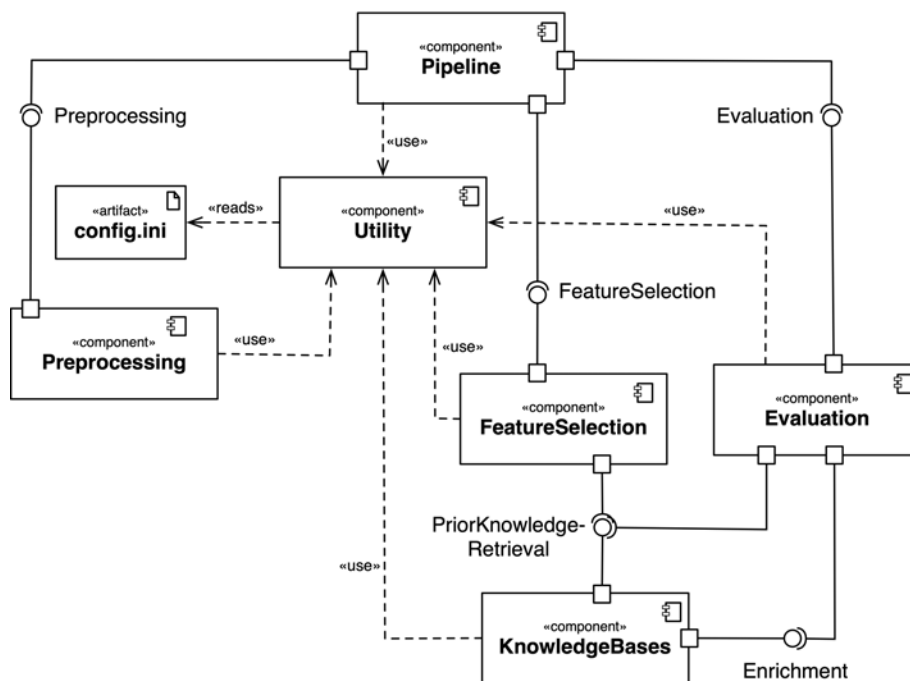 «component»
Pipeline
Preprocessing
Evaluation
«use»
«artifact»
config.ini
«reads»
«component»
Utility
«use»
FeatureSelection
«component»
Preprocessing
«use»
«use»
«component»
FeatureSelection
«component»
Evaluation
PriorKnowledge-
Retrieval
«use»
«component»
KnowledgeBases
Enrichment